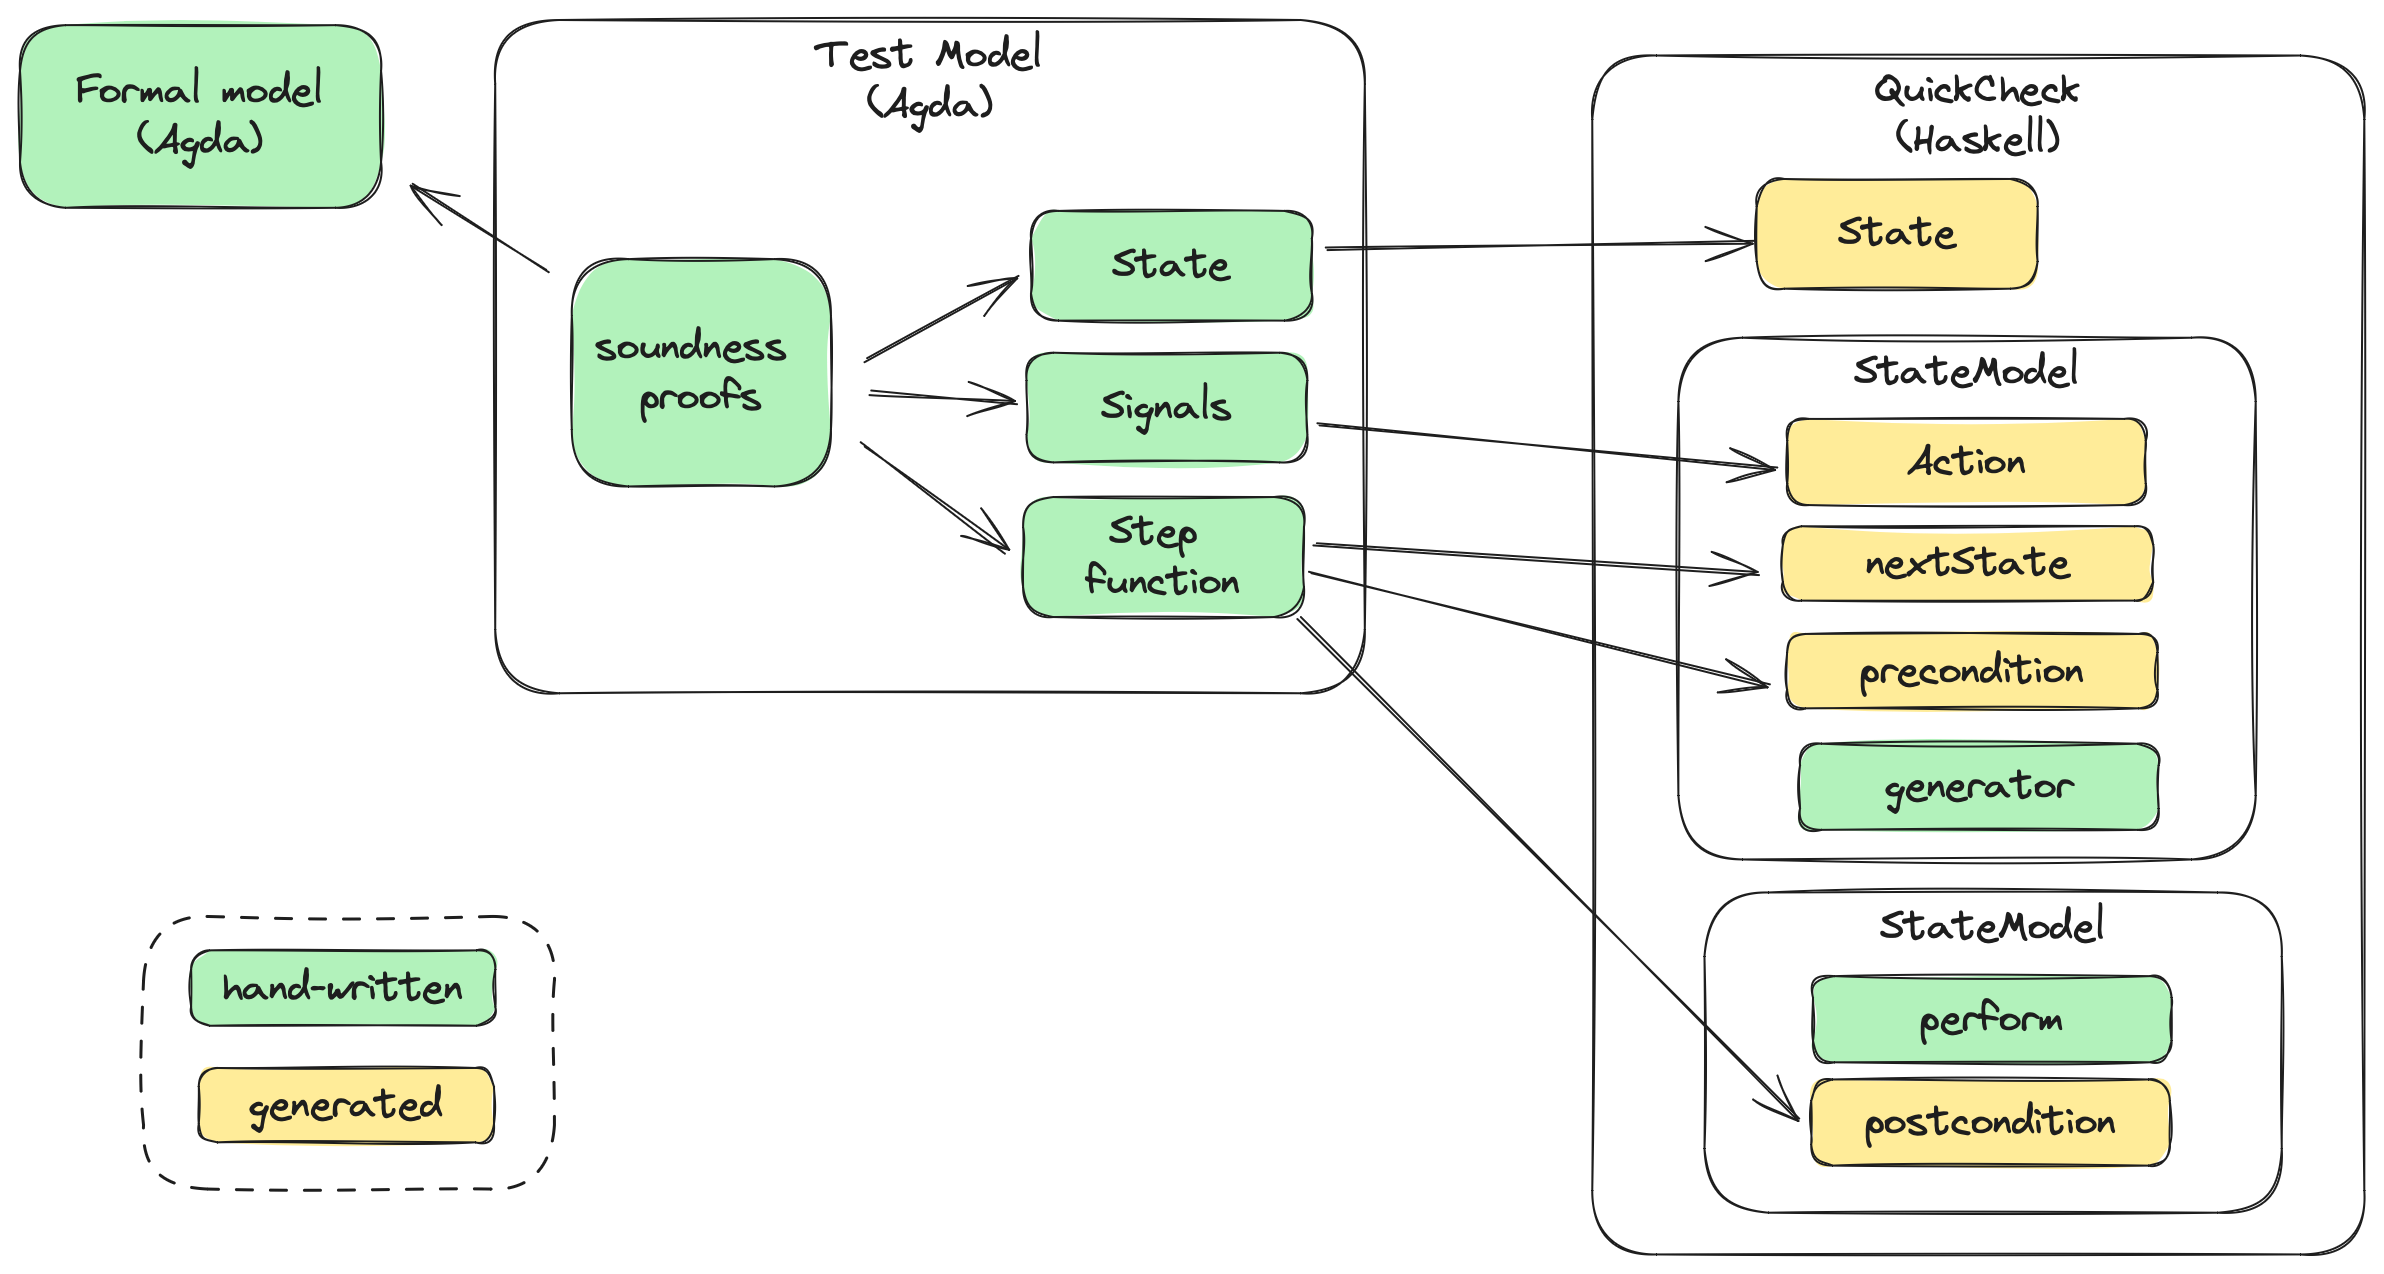 Formal model
(Agda)
Test Model
(Agda)
soundness
proofs
State
Signals
Step
function
QuickCheck
(Haskell)
State
StateModel
Action
nextState
precondition
generator
StateModel
perform
postcondition
hand-written
generated